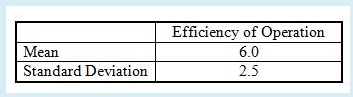 Efficiency of Operation
Mean 6.0
Standard Deviation 2.5